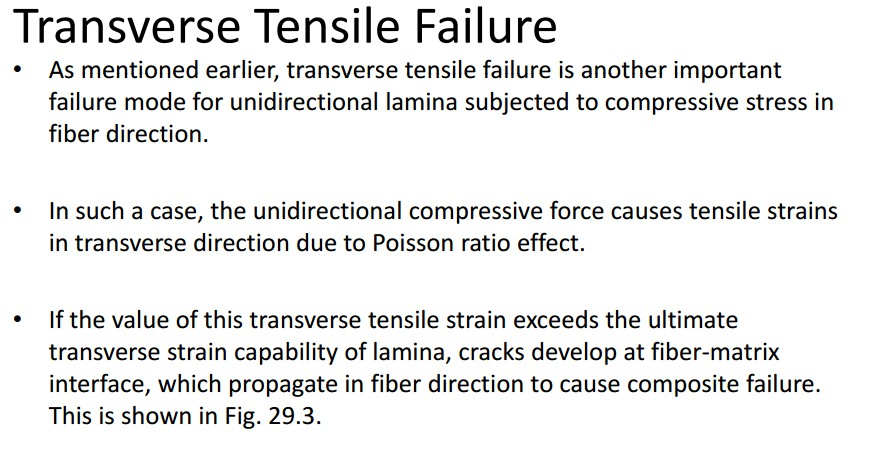 Transverse Tensile Failure
• As mentioned earlier, transverse tensile failure is another important
failure mode for unidirectional lamina subjected to compressive stress in
fiber direction.
• In such a case, the unidirectional compressive force causes tensile strains
in transverse direction due to Poisson ratio effect.
• If the value of this transverse tensile strain exceeds the ultimate
transverse strain capability of lamina, cracks develop at fiber-matrix
interface, which propagate in fiber direction to cause composite failure.
This is shown in Fig. 29.3.